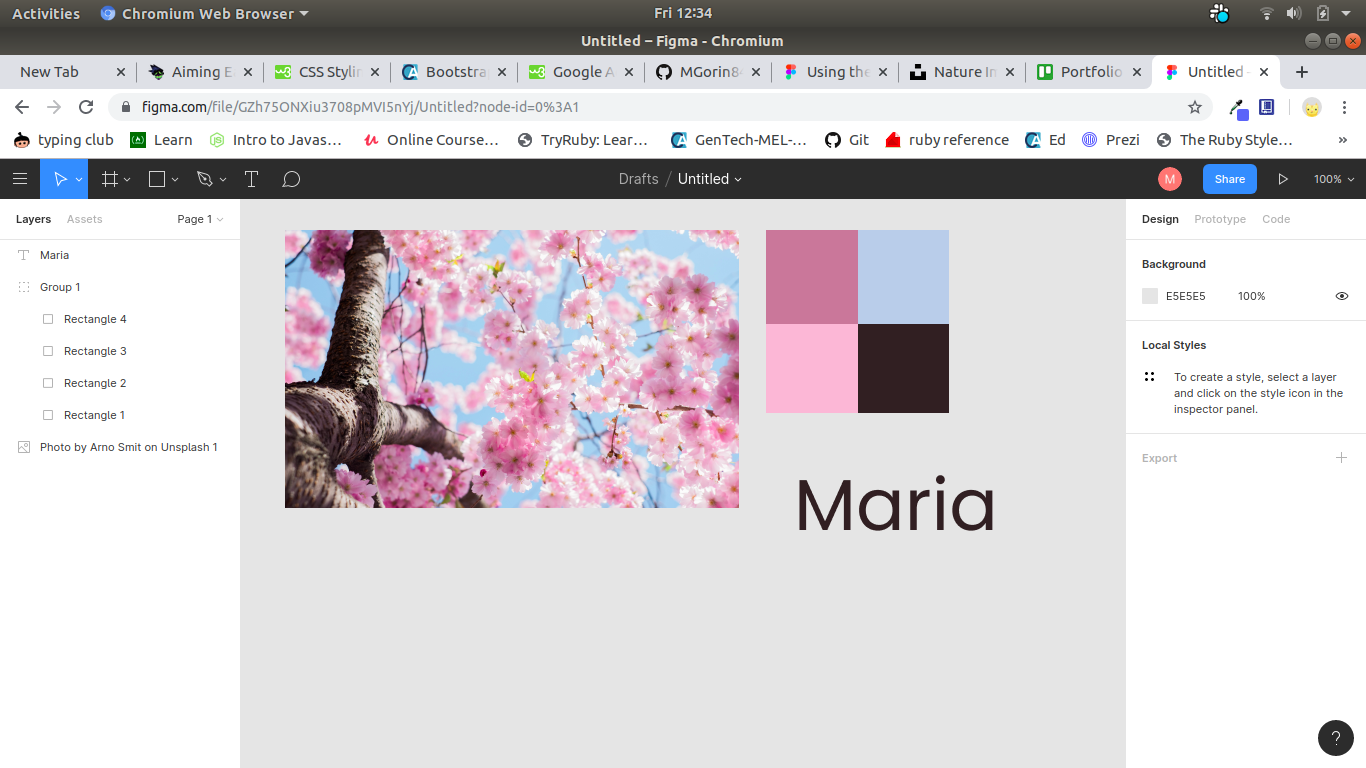 Activities Chromium Web Browser Fri 12:34
Untitled – Figma - Chromium
New Tab Aiming E CSS Stylin Bootstra Google A MGorin84 Using the Nature In Portfolio Untitled -
figma.com/file/GZh75ONXiu3708pMVI5nYj/Untitled?node-id=0%3A1
typing club Learn Intro to Javas… Online Course… TryRuby: Lear… GenTech-MEL-… Git ruby reference Ed Prezi The Ruby Style… »
Drafts / Untitled M Share 100%
Layers Assets Page 1 Design Prototype Code
Maria
Background
Group 1
E5E5E5 100%
Rectangle 4
Local Styles
Rectangle 3
To create a style, select a layer
and click on the style icon in the
inspector panel.
Rectangle 2
Rectangle 1
Photo by Arno Smit on Unsplash 1
Export
Maria
?